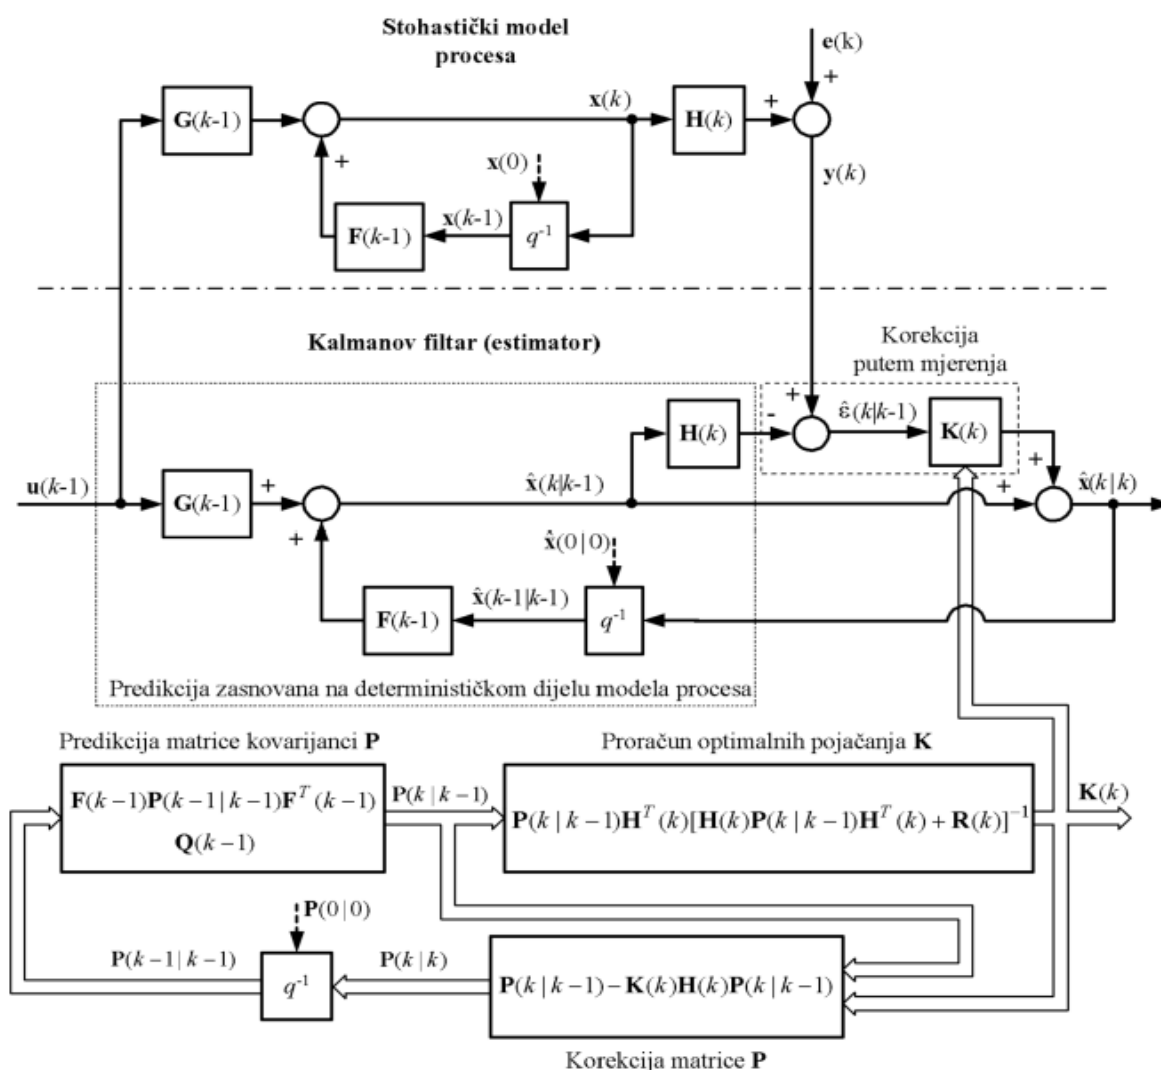 Stohastički model
procesa
e(k)
+
G(k-1)
x(k)
H(k)
+
+
x(0)
y(k)
F(k-1)
x(k-1)
q⁻¹
Kalmanov filtar (estimator)
Korekcija
putem mjerenja
H(k)
-
+
ε̂(k|k-1)
K(k)
u(k-1)
G(k-1)
+
+
x̂(k|k-1)
+
+
x̂(k|k)
x̂(0|0)
F(k-1)
x̂(k-1|k-1)
q⁻¹
Predikcija zasnovana na determinističkom dijelu modela procesa
Predikcija matrice kovarijanci P
Proračun optimalnih pojačanja K
F(k−1)P(k−1|k−1)Fᵀ(k−1)
Q(k−1)
P(k|k−1)
P(k|k−1)Hᵀ(k)[H(k)P(k|k−1)Hᵀ(k)+R(k)]⁻¹
K(k)
P(0|0)
P(k−1|k−1)
q⁻¹
P(k|k)
P(k|k−1)−K(k)H(k)P(k|k−1)
Korekcija matrice P